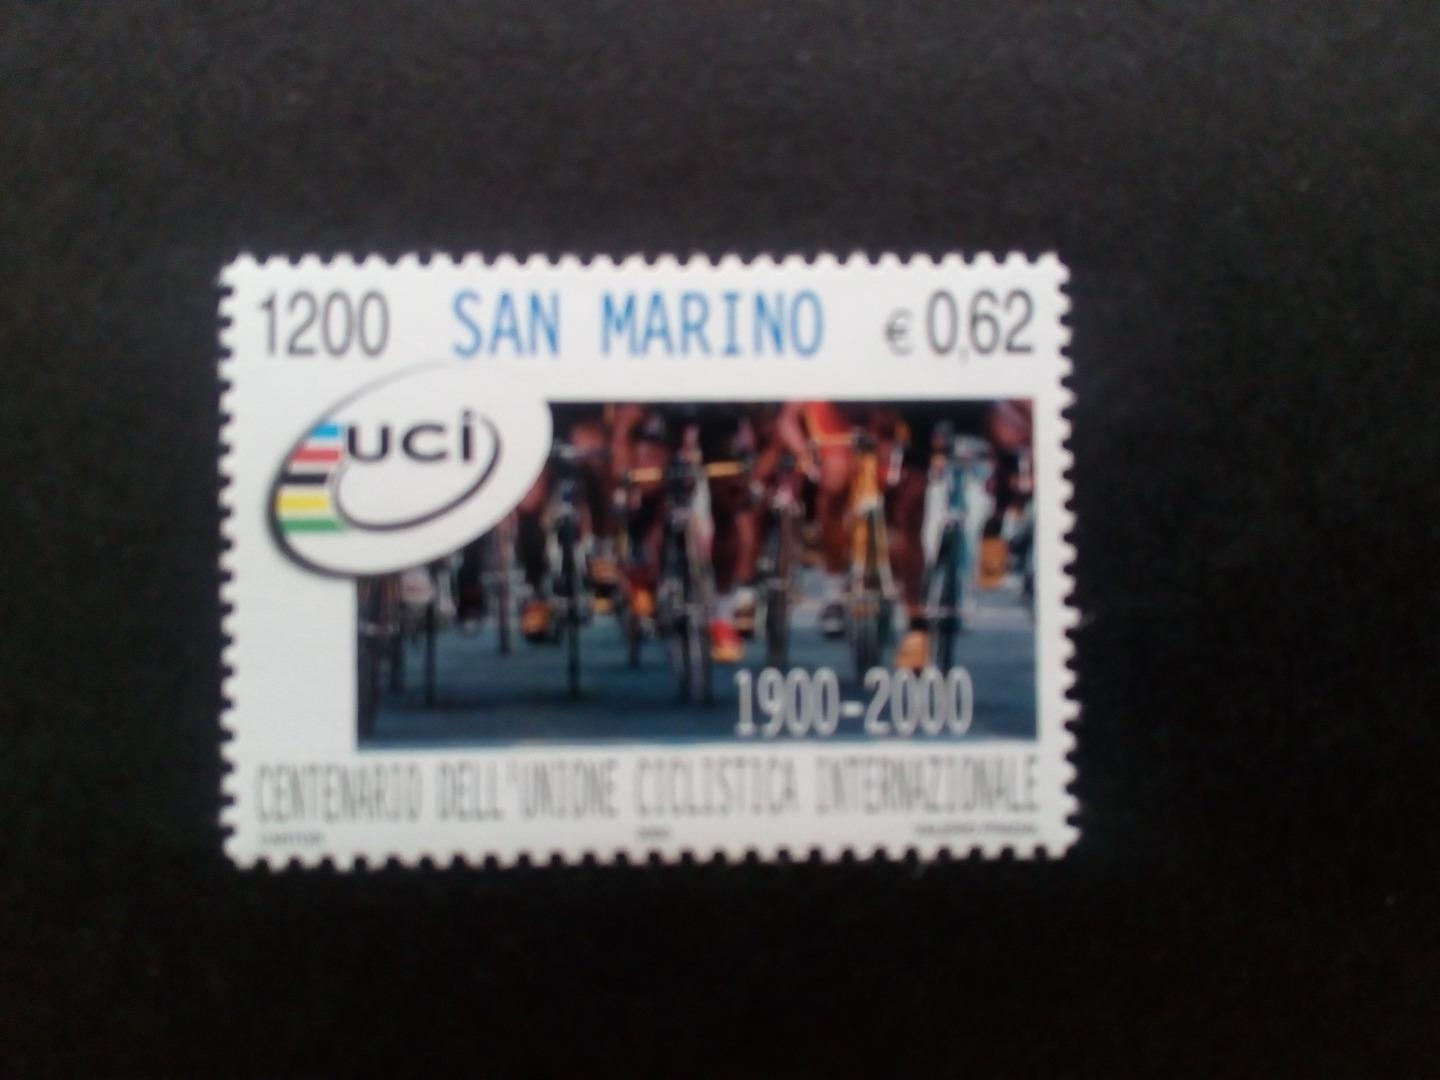 1200 SAN MARINO € 0,62
uci
1900-2000
CENTENARIO DELL'UNIONE CICLISTICA INTERNAZIONALE